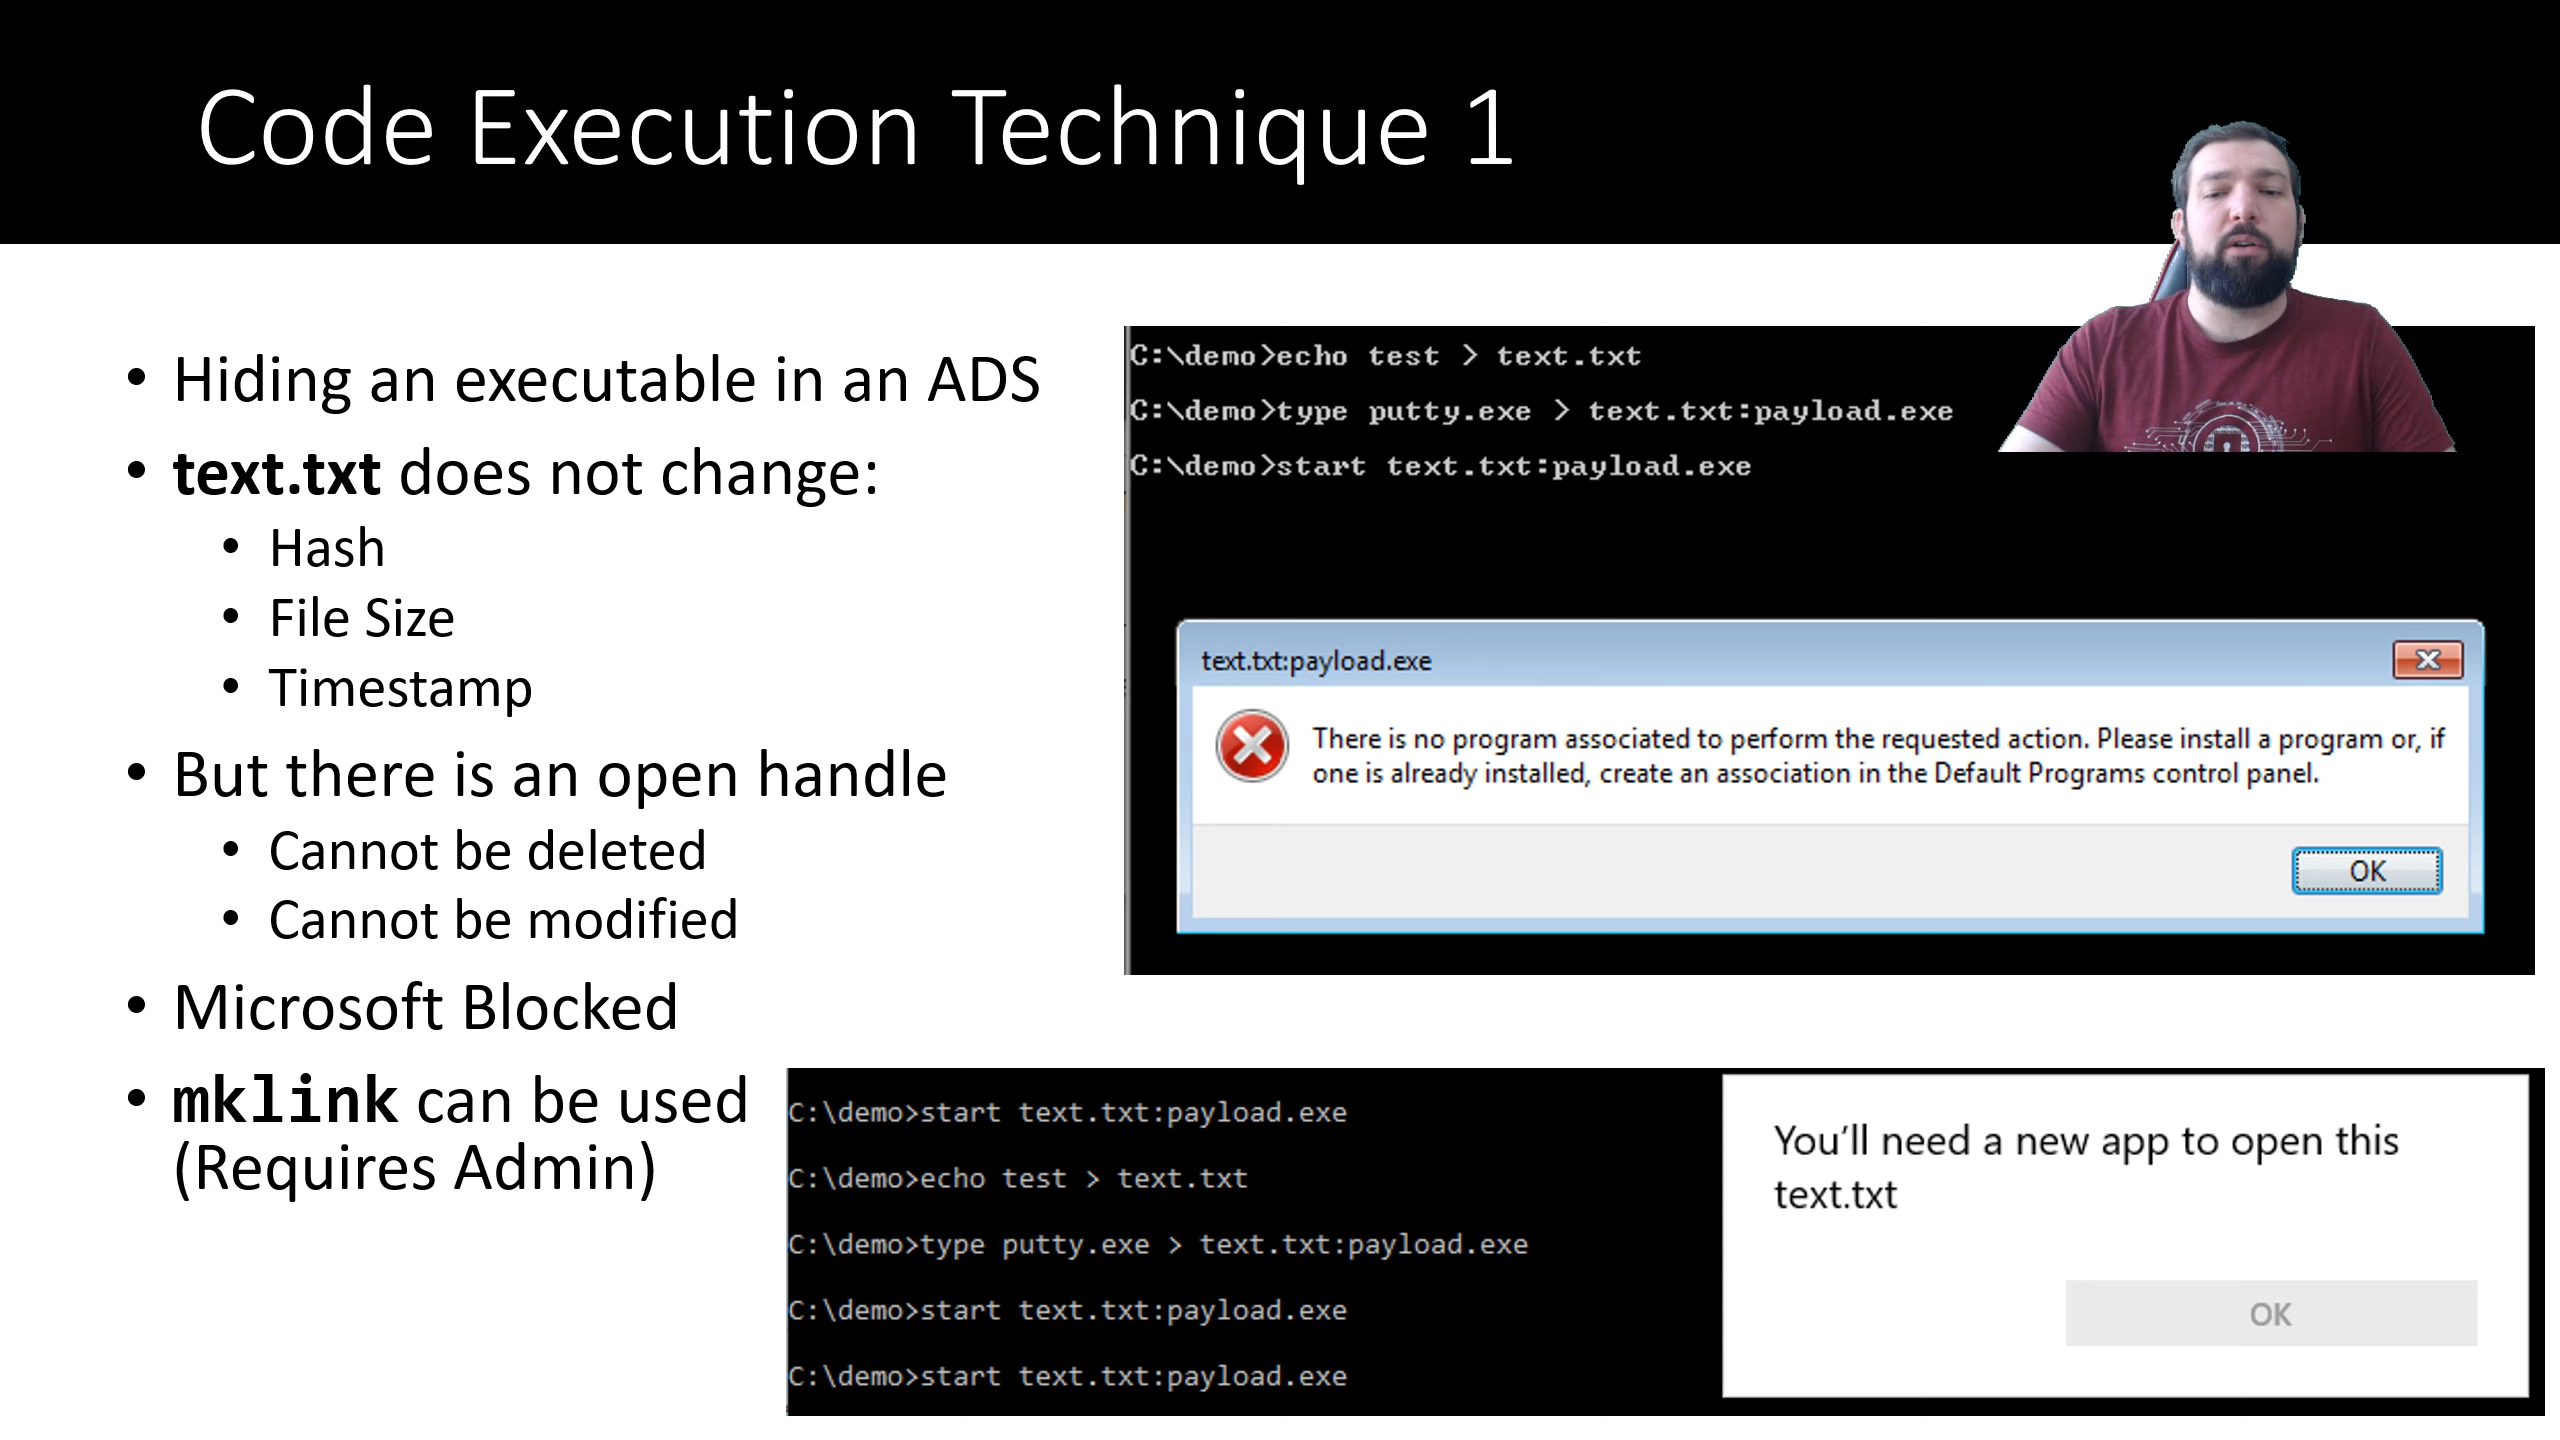 Code Execution Technique 1
• Hiding an executable in an ADS
• text.txt does not change:
• Hash
• File Size
• Timestamp
• But there is an open handle
• Cannot be deleted
• Cannot be modified
• Microsoft Blocked
• mklink can be used
(Requires Admin)
C:\demo>echo test > text.txt
C:\demo>type putty.exe > text.txt:payload.exe
C:\demo>start text.txt:payload.exe
text.txt:payload.exe
There is no program associated to perform the requested action. Please install a program or, if
one is already installed, create an association in the Default Programs control panel.
OK
C:\demo>start text.txt:payload.exe
C:\demo>echo test > text.txt
C:\demo>type putty.exe > text.txt:payload.exe
C:\demo>start text.txt:payload.exe
C:\demo>start text.txt:payload.exe
You’ll need a new app to open this
text.txt
OK